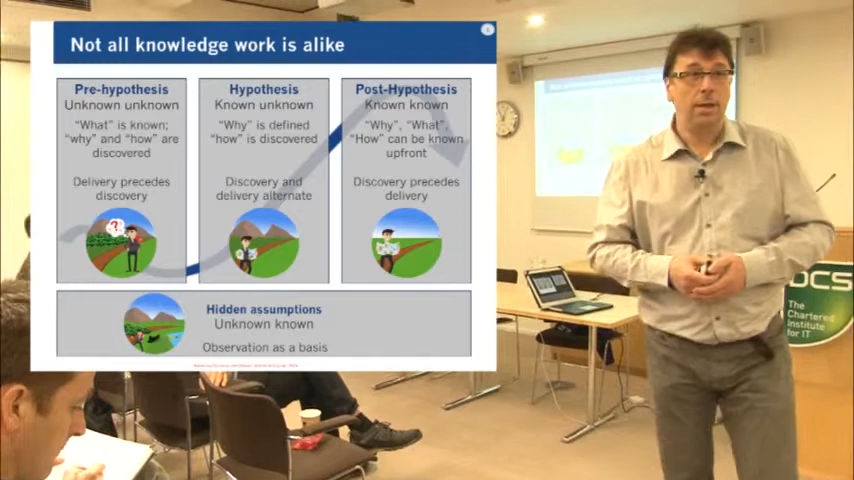 Not all knowledge work is alike
Pre-hypothesis
Unknown unknown
"What" is known;
"why" and "how" are
discovered
Delivery precedes
discovery
Hypothesis
Known unknown
"Why" is defined
"how" is discovered
Discovery and
delivery alternate
Post-Hypothesis
Known known
"Why", "What",
"How" can be known
upfront
Discovery precedes
delivery
?
Hidden assumptions
Unknown known
Observation as a basis
CS
The
Chartered
Institute
for IT